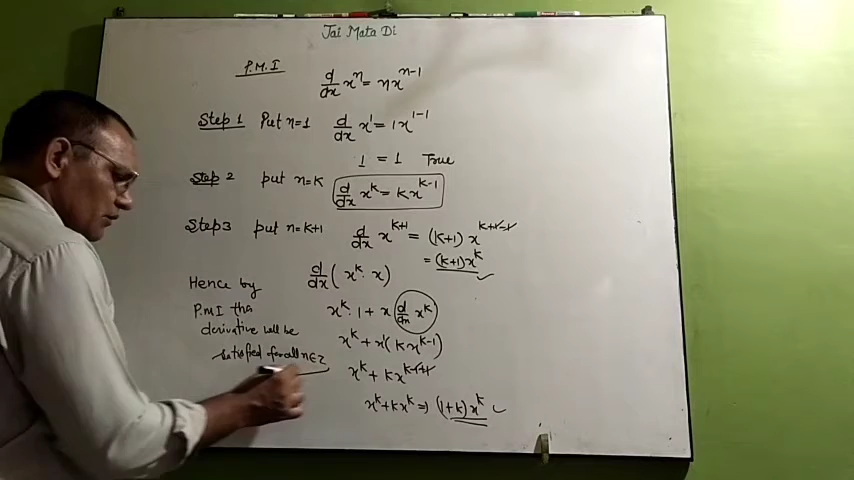 Jai Mata Di
P.M.I
d/dx x^n = nx^(n-1)
Step 1 Put n=1 d/dx x^1 = 1x^(1-1)
1 = 1 True
Step 2 put n=k d/dx x^k = kx^(k-1)
Step3 put n=k+1 d/dx x^(k+1) = (k+1) x^(k+1-1)
= (k+1)x^k ✓
d/dx (x^k . x)
Hence by
P.M.I the
derivative will be
satisfied for all n∈Z
x^k . 1 + x d/dx x^k
x^k + x^1 (kx^(k-1))
x^k + kx^(k-1+1)
x^k + kx^k ⇒ (1+k)x^k ✓